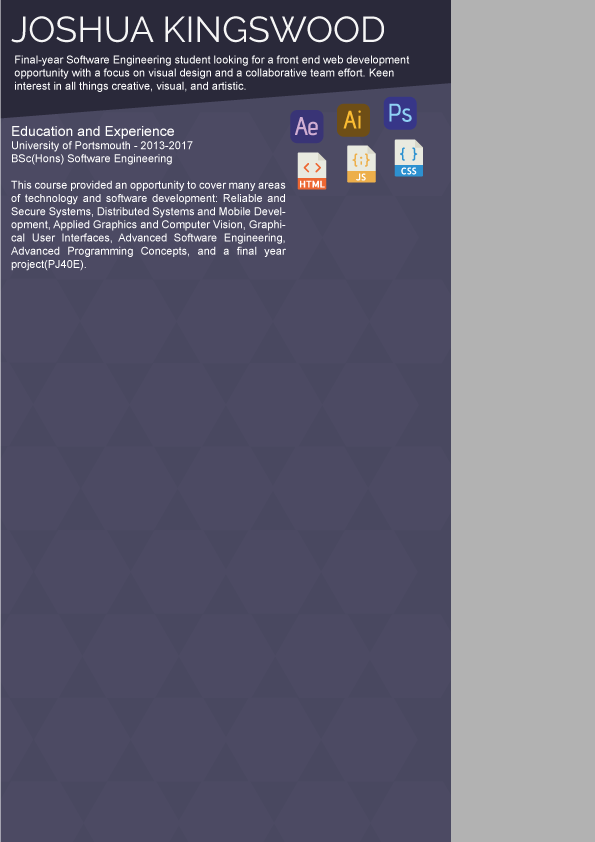 JOSHUA KINGSWOOD
Final-year Software Engineering student looking for a front end web development
opportunity with a focus on visual design and a collaborative team effort. Keen
interest in all things creative, visual, and artistic.
Ae Ai Ps
HTML JS CSS
Education and Experience
University of Portsmouth - 2013-2017
BSc(Hons) Software Engineering
This course provided an opportunity to cover many areas
of technology and software development: Reliable and
Secure Systems, Distributed Systems and Mobile Devel-
opment, Applied Graphics and Computer Vision, Graphi-
cal User Interfaces, Advanced Software Engineering,
Advanced Programming Concepts, and a final year
project(PJ40E).